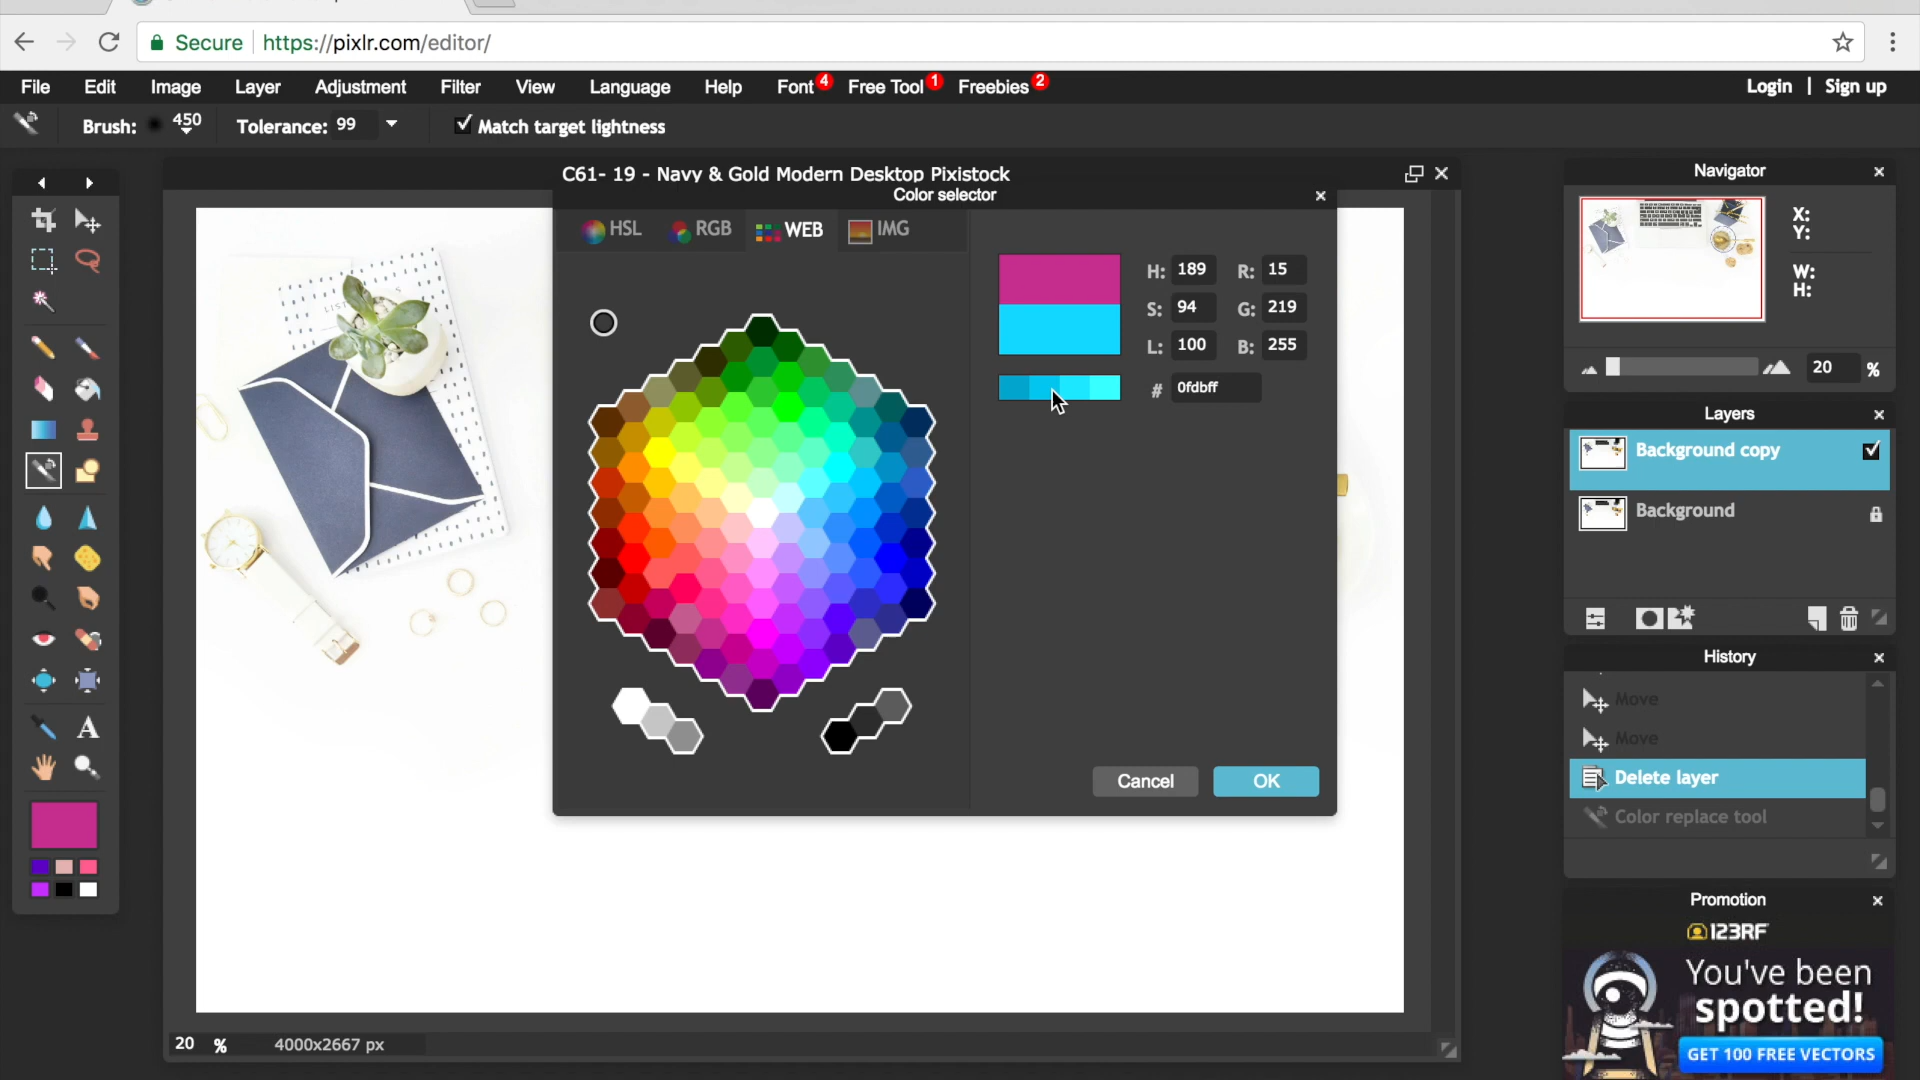 Secure https://pixlr.com/editor/
File Edit Image Layer Adjustment Filter View Language Help Font 4 Free Tool 1 Freebies 2 Login | Sign up
Brush: 450 Tolerance: 99 Match target lightness
C61- 19 - Navy & Gold Modern Desktop Pixistock
Color selector
HSL RGB WEB IMG
H: 189 R: 15
S: 94 G: 219
L: 100 B: 255
# 0fdbff
Cancel OK
20 % 4000x2667 px
Navigator
X:
Y:
W:
H:
20 %
Layers
Background copy
Background
History
Move
Move
Delete layer
Color replace tool
Promotion
123RF
You've been
spotted!
GET 100 FREE VECTORS
A